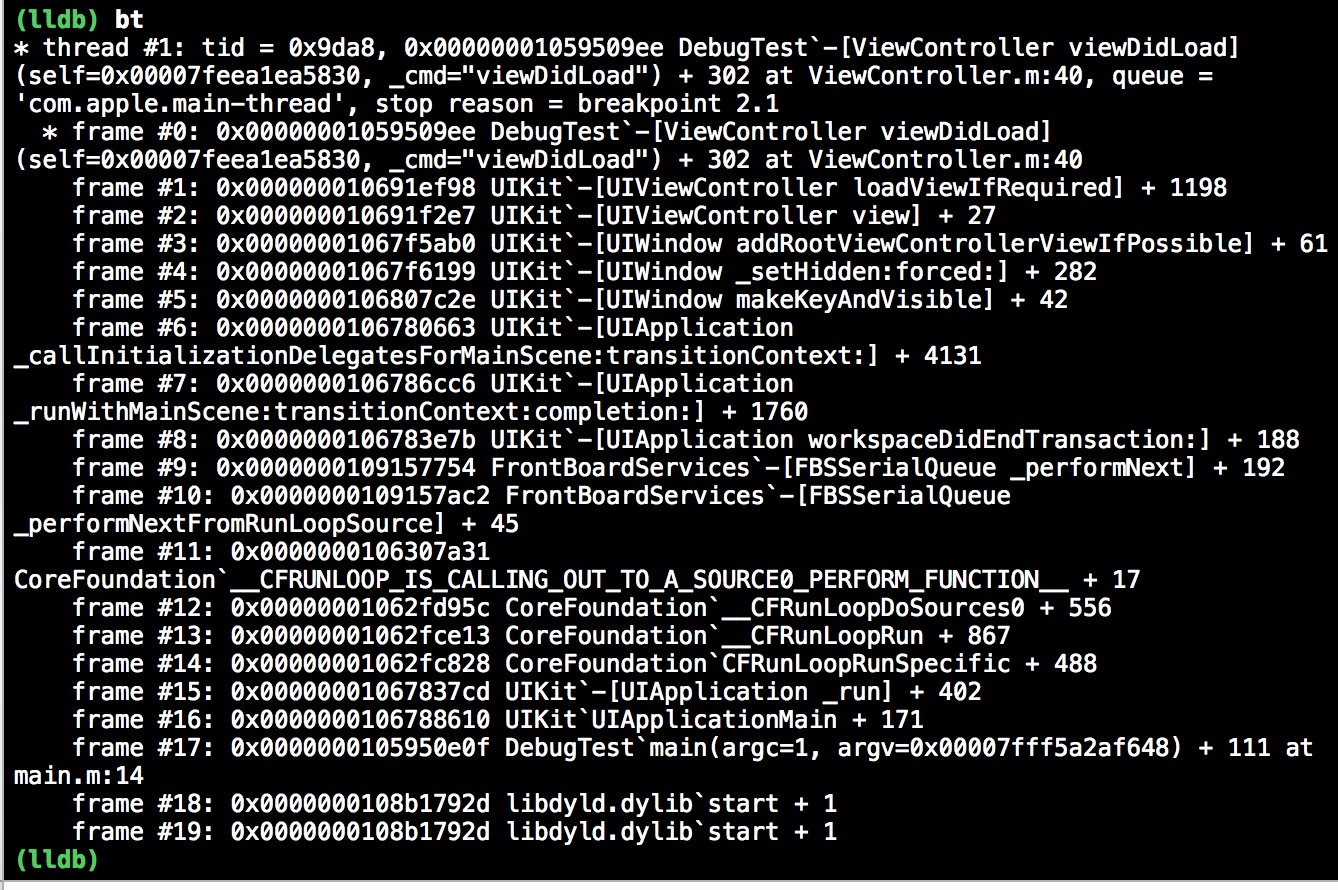 (lldb) bt
* thread #1: tid = 0x9da8, 0x00000001059509ee DebugTest`-[ViewController viewDidLoad]
(self=0x00007feea1ea5830, _cmd="viewDidLoad") + 302 at ViewController.m:40, queue =
'com.apple.main-thread', stop reason = breakpoint 2.1
  * frame #0: 0x00000001059509ee DebugTest`-[ViewController viewDidLoad]
(self=0x00007feea1ea5830, _cmd="viewDidLoad") + 302 at ViewController.m:40
    frame #1: 0x000000010691ef98 UIKit`-[UIViewController loadViewIfRequired] + 1198
    frame #2: 0x000000010691f2e7 UIKit`-[UIViewController view] + 27
    frame #3: 0x00000001067f5ab0 UIKit`-[UIWindow addRootViewControllerViewIfPossible] + 61
    frame #4: 0x00000001067f6199 UIKit`-[UIWindow _setHidden:forced:] + 282
    frame #5: 0x0000000106807c2e UIKit`-[UIWindow makeKeyAndVisible] + 42
    frame #6: 0x0000000106780663 UIKit`-[UIApplication
_callInitializationDelegatesForMainScene:transitionContext:] + 4131
    frame #7: 0x0000000106786cc6 UIKit`-[UIApplication
_runWithMainScene:transitionContext:completion:] + 1760
    frame #8: 0x0000000106783e7b UIKit`-[UIApplication workspaceDidEndTransaction:] + 188
    frame #9: 0x0000000109157754 FrontBoardServices`-[FBSSerialQueue _performNext] + 192
    frame #10: 0x0000000109157ac2 FrontBoardServices`-[FBSSerialQueue
_performNextFromRunLoopSource] + 45
    frame #11: 0x0000000106307a31
CoreFoundation`__CFRUNLOOP_IS_CALLING_OUT_TO_A_SOURCE0_PERFORM_FUNCTION__ + 17
    frame #12: 0x00000001062fd95c CoreFoundation`__CFRunLoopDoSources0 + 556
    frame #13: 0x00000001062fce13 CoreFoundation`__CFRunLoopRun + 867
    frame #14: 0x00000001062fc828 CoreFoundation`CFRunLoopRunSpecific + 488
    frame #15: 0x00000001067837cd UIKit`-[UIApplication _run] + 402
    frame #16: 0x0000000106788610 UIKit`UIApplicationMain + 171
    frame #17: 0x0000000105950e0f DebugTest`main(argc=1, argv=0x00007fff5a2af648) + 111 at
main.m:14
    frame #18: 0x0000000108b1792d libdyld.dylib`start + 1
    frame #19: 0x0000000108b1792d libdyld.dylib`start + 1
(lldb)